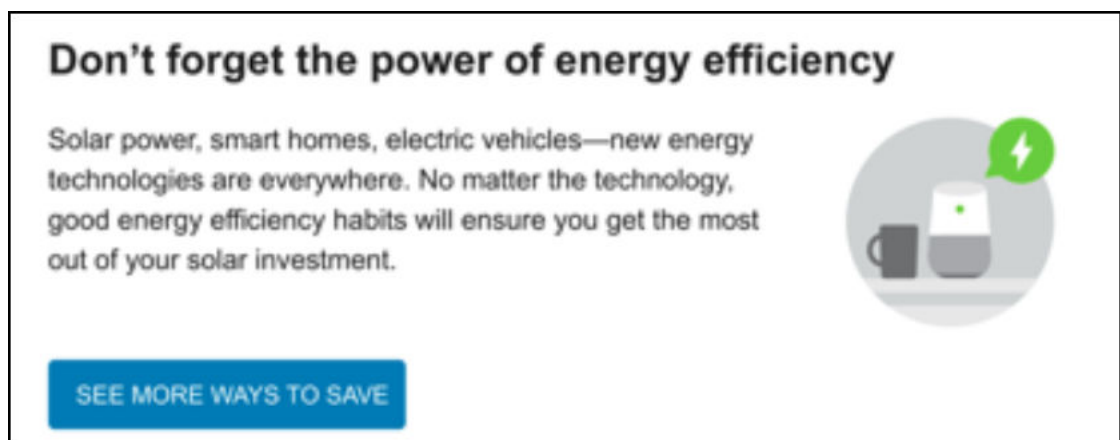 Don’t forget the power of energy efficiency
Solar power, smart homes, electric vehicles—new energy
technologies are everywhere. No matter the technology,
good energy efficiency habits will ensure you get the most
out of your solar investment.
SEE MORE WAYS TO SAVE